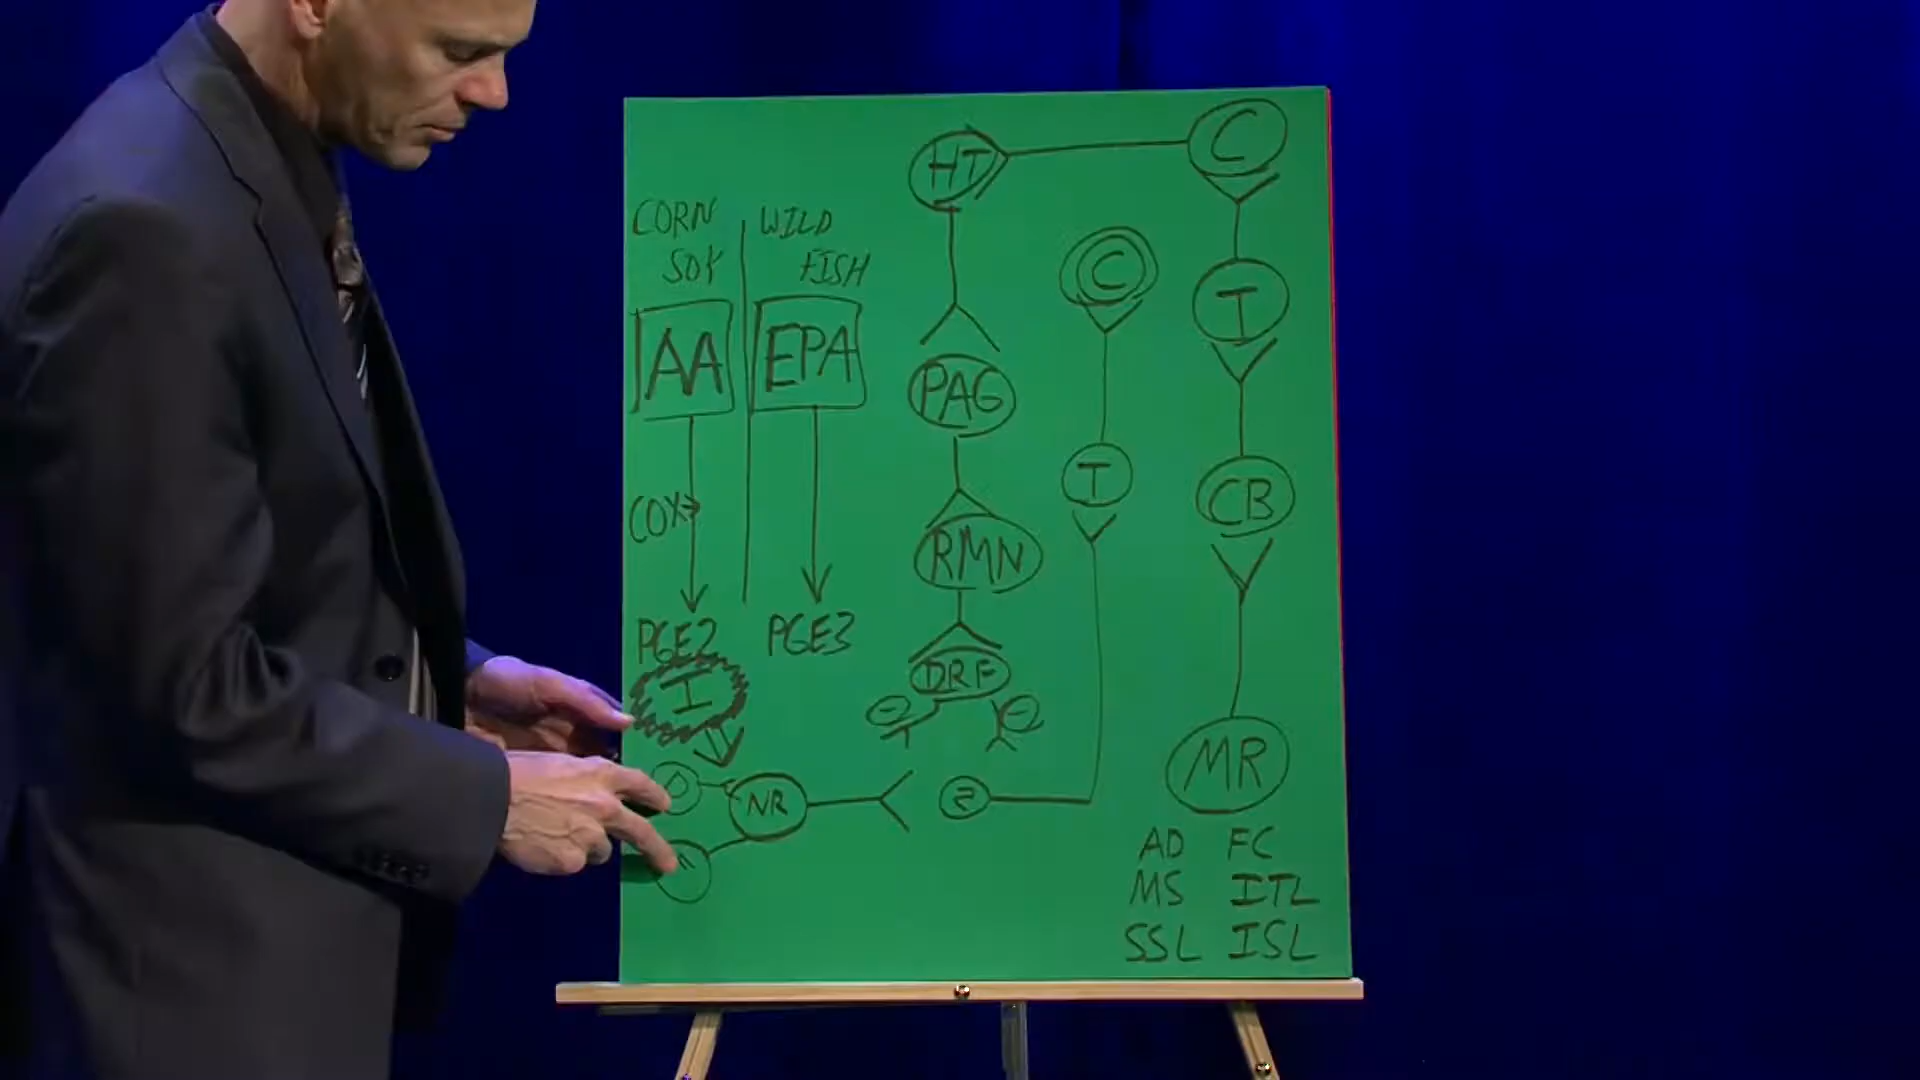 CORN
SOY
WILD
FISH
AA
EPA
COX
PGE2
PGE3
I
NR
HT
PAG
RMN
DRF
2
C
T
C
T
CB
MR
AD FC
MS ITL
SSL ISL